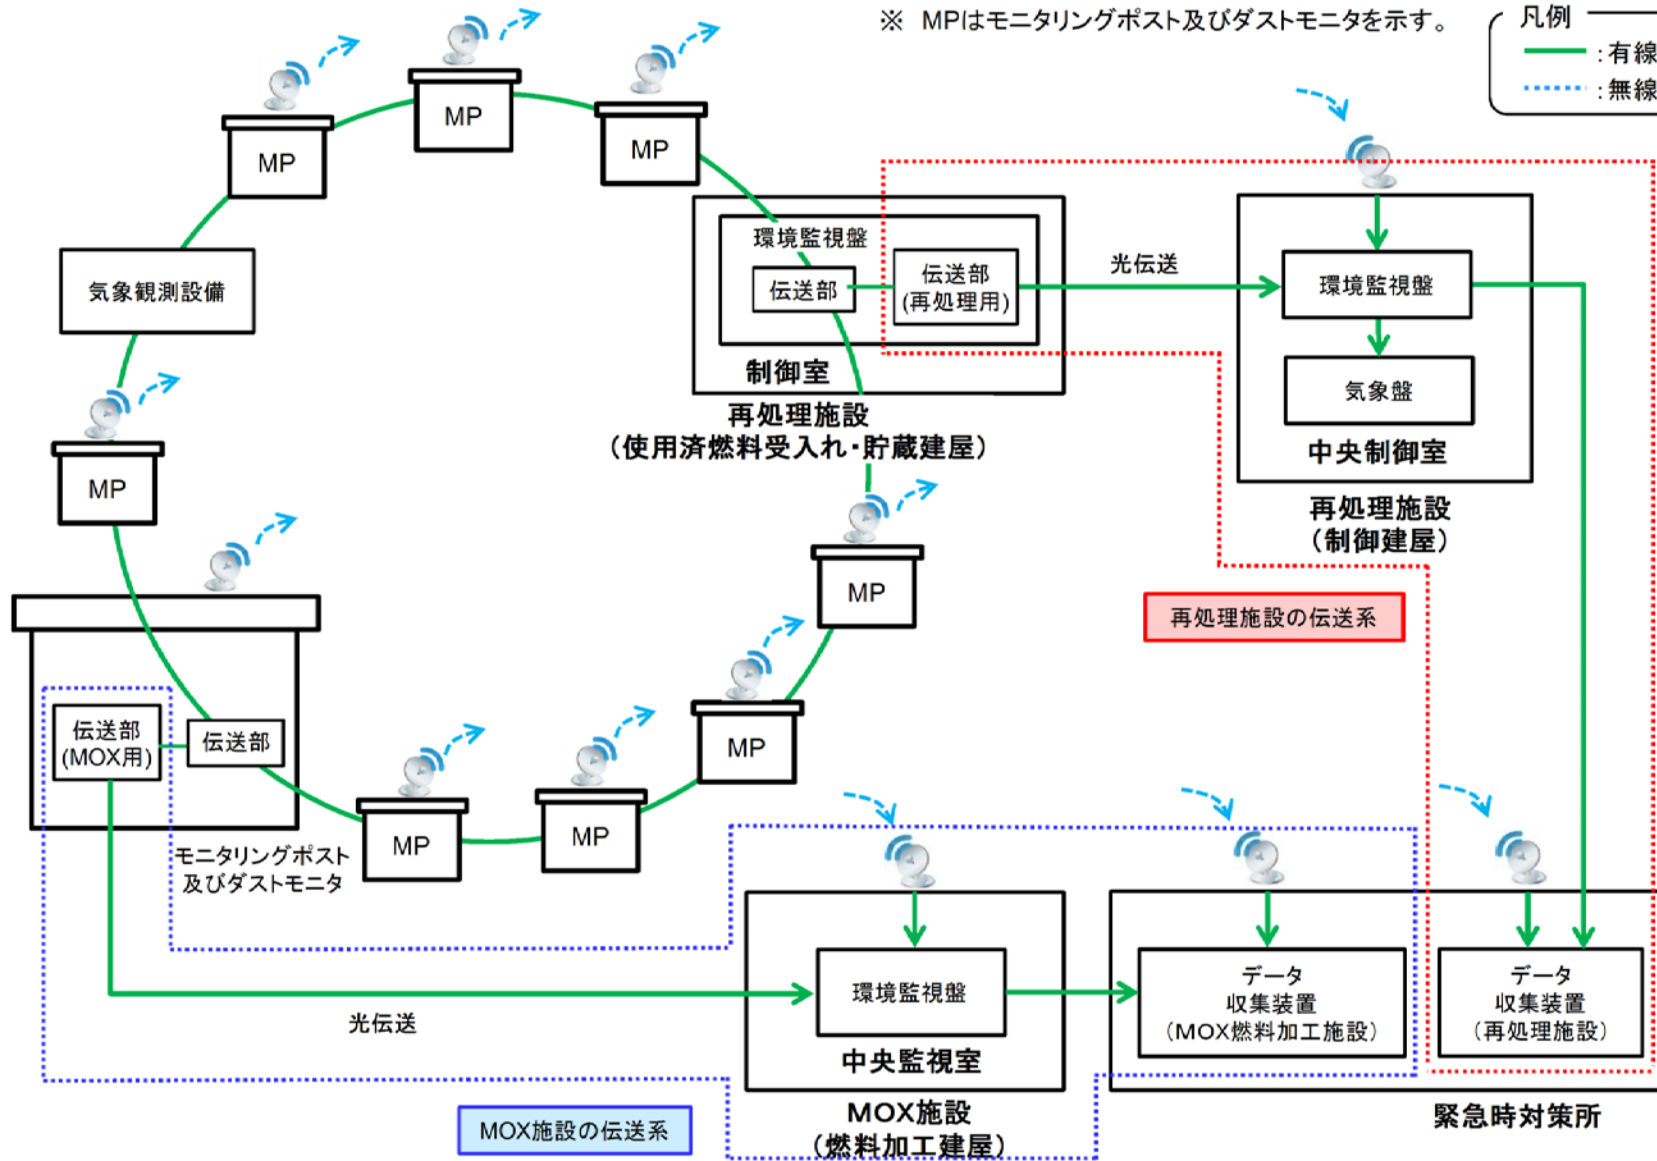 ※ MPはモニタリングポスト及びダストモニタを示す。
凡例
:有線
:無線
MP
MP
MP
気象観測設備
環境監視盤
伝送部
伝送部
(再処理用)
制御室
再処理施設
(使用済燃料受入れ・貯蔵建屋)
光伝送
環境監視盤
気象盤
中央制御室
再処理施設
(制御建屋)
MP
MP
再処理施設の伝送系
伝送部
(MOX用)
伝送部
MP
MP
MP
モニタリングポスト
及びダストモニタ
光伝送
環境監視盤
中央監視室
MOX施設
(燃料加工建屋)
データ
収集装置
(MOX燃料加工施設)
データ
収集装置
(再処理施設)
緊急時対策所
MOX施設の伝送系